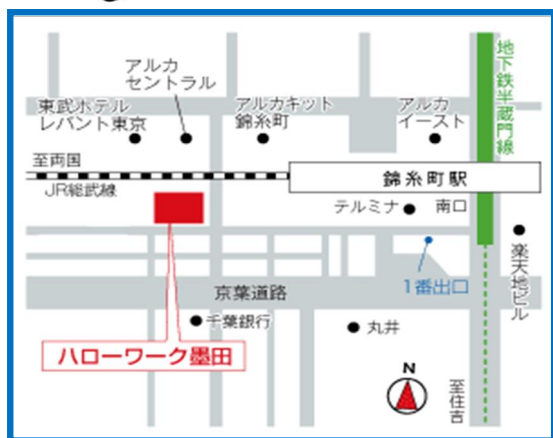 アルカ
セントラル
東武ホテル
レバント東京
アルカキット
錦糸町
アルカ
イースト
地下鉄半蔵門線
至両国
JR総武線
錦糸町駅
テルミナ
南口
楽天地ビル
1番出口
京葉道路
千葉銀行
丸井
ハローワーク墨田
N
至住吉